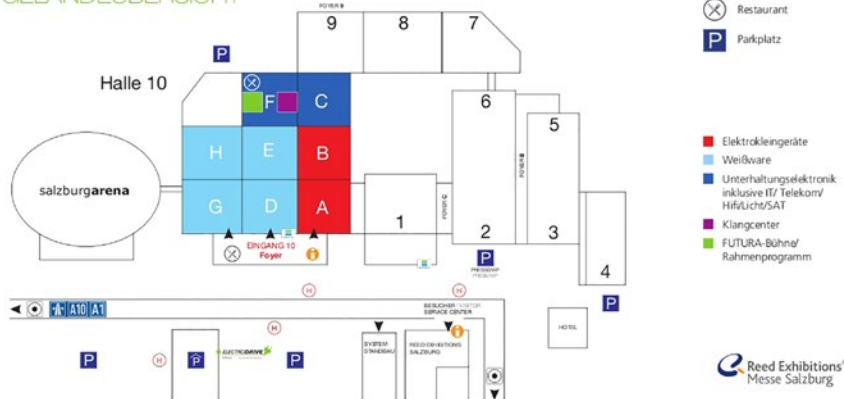 GEBÄUDEÜBERSICHT
Restaurant
P Parkplatz
FOYER B
9
8
7
P
Halle 10
F
C
6
5
H
E
B
salzburgarena
G
D
A
1
2
3
4
EINGANG 10
Foyer
P
P
H
H
H
H
A10 A1
BESUCHER / VISITOR
SERVICE CENTER
SYSTEM
STANDBAU
REED EXHIBITIONS
SALZBURG
HOTEL
P
P
ELECTRODRIVE
P
Elektrokleingeräte
Weißware
Unterhaltungselektronik
inklusive IT/ Telekom/
Hifi/Licht/SAT
Klangcenter
FUTURA-Bühne/
Rahmenprogramm
Reed Exhibitions
Messe Salzburg